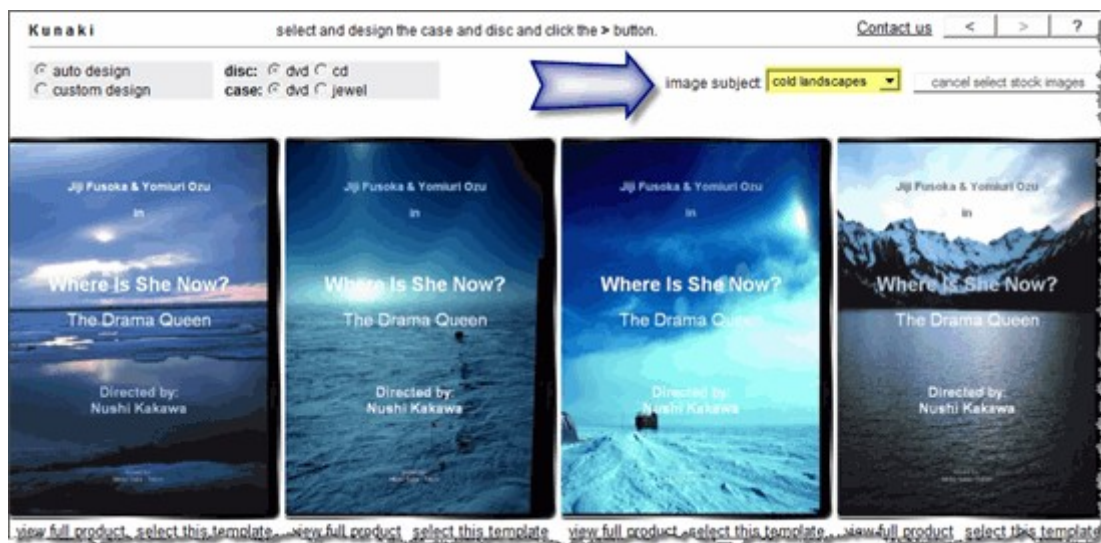 Kunaki
select and design the case and disc and click the > button.
Contact us < > ?
auto design
custom design
disc: dvd cd
case: dvd jewel
image subject cold landscapes
cancel select stock images
Jiji Fusoka & Yomiuri Ozu
in
Where Is She Now?
The Drama Queen
Directed by:
Nushi Kakawa
view full product select this template
Jiji Fusoka & Yomiuri Ozu
in
Where Is She Now?
The Drama Queen
Directed by:
Nushi Kakawa
view full product select this template
Jiji Fusoka & Yomiuri Ozu
in
Where Is She Now?
The Drama Queen
Directed by:
Nushi Kakawa
view full product select this template
Jiji Fusoka & Yomiuri Ozu
in
Where Is She Now?
The Drama Queen
Directed by:
Nushi Kakawa
view full product select this template